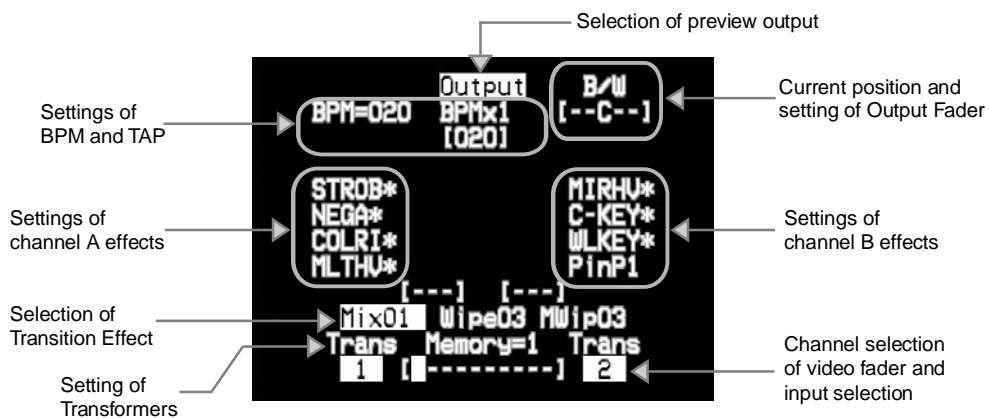 Selection of preview output
Output
B/W
BPM=020 BPMx1
[--C--]
[020]
Settings of
BPM and TAP
Current position and
setting of Output Fader
STROB*
NEGA*
COLRI*
MLTHV*
MIRHV*
C-KEY*
WLKEY*
PinP1
Settings of
channel A effects
Settings of
channel B effects
[---] [---]
Mix01 Wipe03 MWip03
Trans Memory=1 Trans
1 [ ---------] 2
Selection of
Transition Effect
Setting of
Transformers
Channel selection
of video fader and
input selection